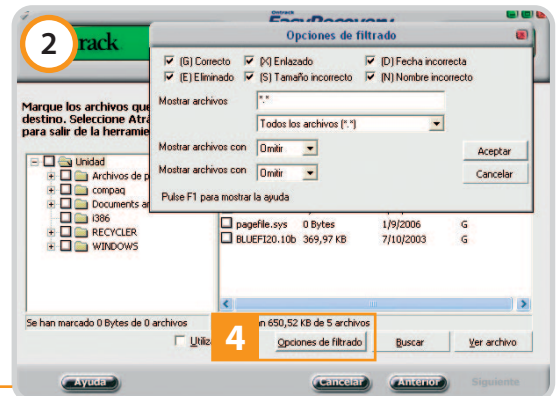 Ontrack
EasyRecovery
2
track
Opciones de filtrado
(G) Correcto (X) Enlazado (D) Fecha incorrecta
(E) Eliminado (S) Tamaño incorrecto (N) Nombre incorrecto
Mostrar archivos *.*
Todos los archivos (*.*)
Mostrar archivos con Omitir
Aceptar
Mostrar archivos con Omitir
Cancelar
Pulse F1 para mostrar la ayuda
Marque los archivos que
destino. Seleccione Atrá
para salir de la herramie
Unidad
Archivos de p
compaq
Documents an
i386
RECYCLER
WINDOWS
pagefile.sys 0 Bytes 1/9/2006 G
BLUEFI20.10b 369,97 KB 7/10/2003 G
Se han marcado 0 Bytes de 0 archivos
n 650,52 KB de 5 archivos
4
Utiliz
Opciones de filtrado
Buscar
Ver archivo
Ayuda
Cancelar
Anterior
Siguiente